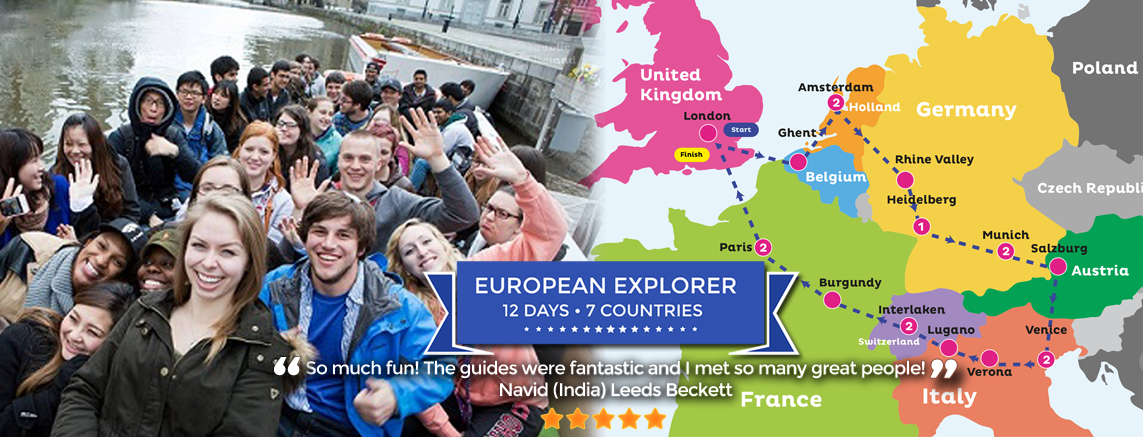 United
Kingdom
London
Start
Finish
Amsterdam
2
Holland
Ghent
Belgium
Germany
Poland
Rhine Valley
Heidelberg
1
Czech Republi
Munich
2
Salzburg
Austria
Paris
2
Burgundy
Interlaken
2
Switzerland
Lugano
Venice
2
Verona
Italy
France
EUROPEAN EXPLORER
12 DAYS • 7 COUNTRIES
“ So much fun! The guides were fantastic and I met so many great people! ”
Navid (India) Leeds Beckett